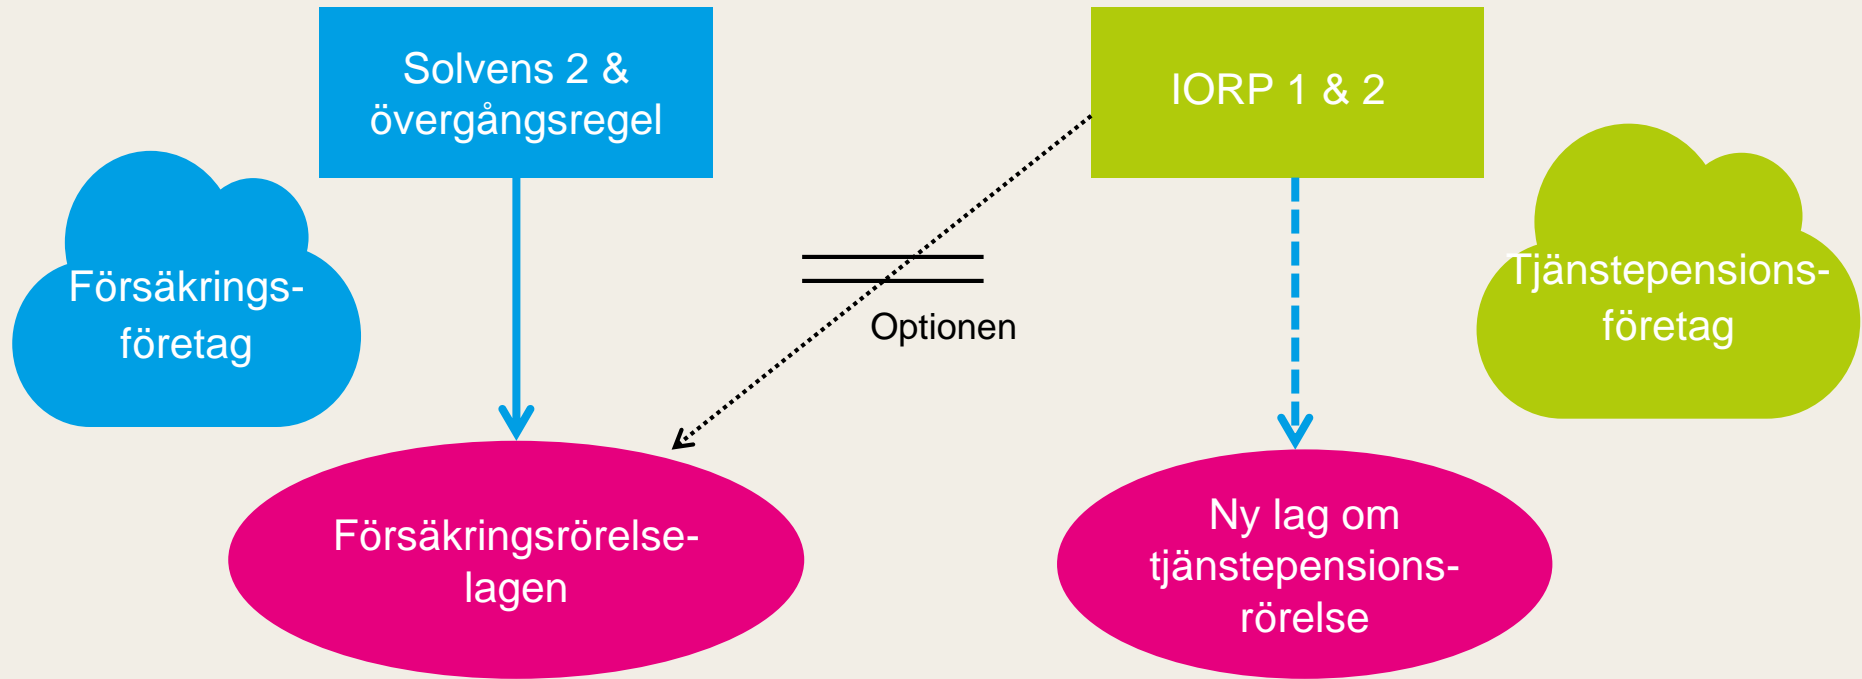 Solvens 2 &
övergångsregel
IORP 1 & 2
Försäkrings-
företag
Tjänstepensions-
företag
Optionen
Försäkringsrörelse-
lagen
Ny lag om
tjänstepensions-
rörelse